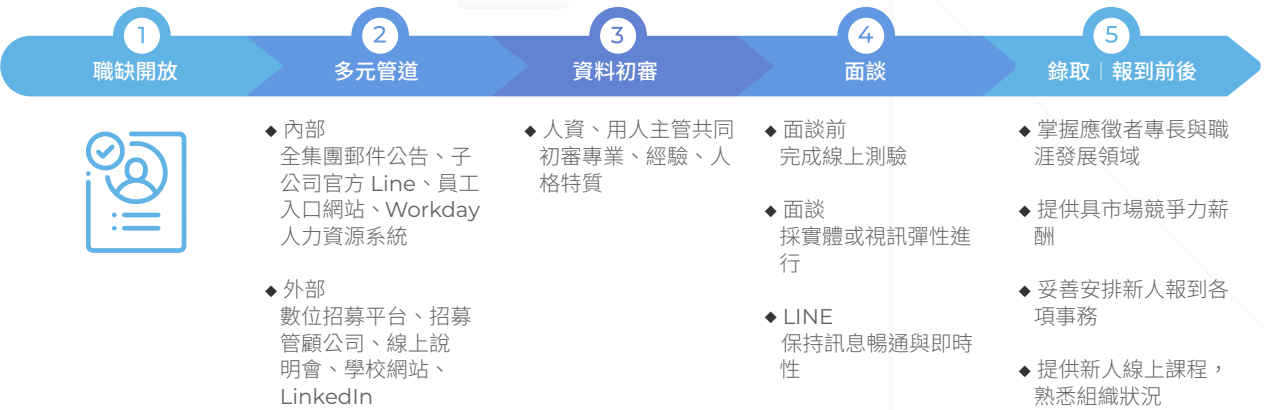 1
職缺開放
2
多元管道
3
資料初審
4
面談
5
錄取｜報到前後
◆ 內部
全集團郵件公告、子
公司官方 Line、員工
入口網站、Workday
人力資源系統
◆ 外部
數位招募平台、招募
管顧公司、線上說
明會、學校網站、
LinkedIn
◆ 人資、用人主管共同
初審專業、經驗、人
格特質
◆ 面談前
完成線上測驗
◆ 面談
採實體或視訊彈性進
行
◆ LINE
保持訊息暢通與即時
性
◆ 掌握應徵者專長與職
涯發展領域
◆ 提供具市場競爭力薪
酬
◆ 妥善安排新人報到各
項事務
◆ 提供新人線上課程，
熟悉組織狀況